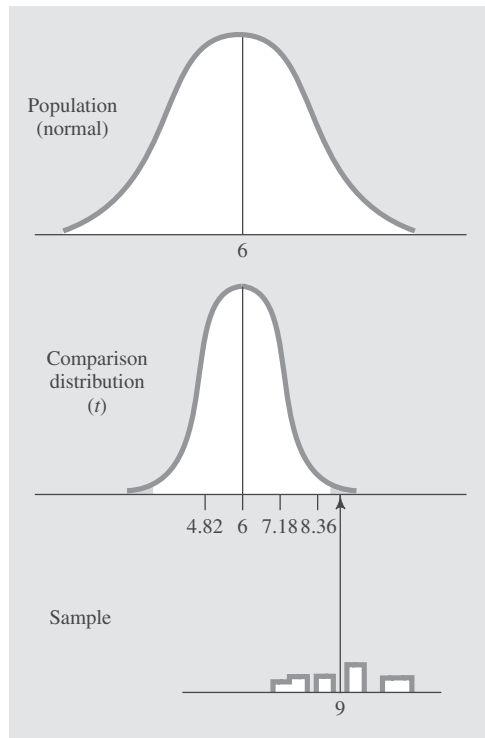 Population
(normal)
6
Comparison
distribution
(t)
4.82 6 7.18 8.36
Sample
9